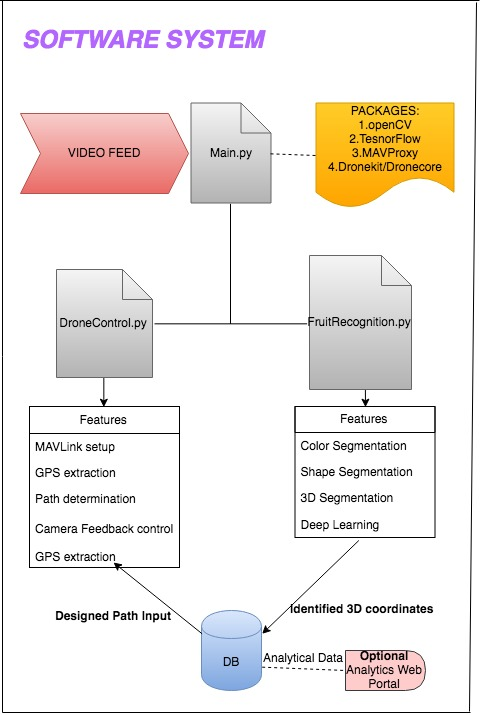 SOFTWARE SYSTEM
VIDEO FEED
Main.py
PACKAGES:
1.openCV
2.TesnorFlow
3.MAVProxy
4.Dronekit/Dronecore
DroneControl.py
FruitRecognition.py
Features
MAVLink setup
GPS extraction
Path determination
Camera Feedback control
GPS extraction
Features
Color Segmentation
Shape Segmentation
3D Segmentation
Deep Learning
Designed Path Input
Identified 3D coordinates
DB
Analytical Data
Optional
Analytics Web
Portal